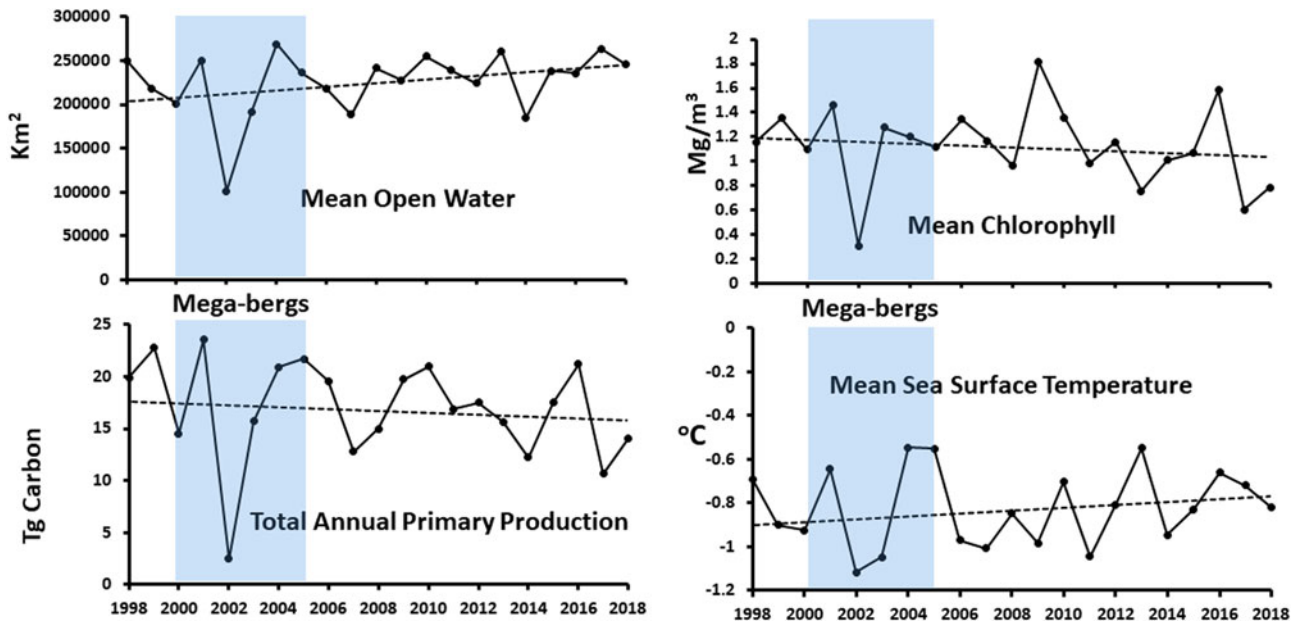 300000
250000
200000
150000
100000
50000
0
Km²
Mean Open Water
2
1.8
1.6
1.4
1.2
1
0.8
0.6
0.4
0.2
0
Mg/m³
Mean Chlorophyll
Mega-bergs
25
20
15
10
5
0
Tg Carbon
Total Annual Primary Production
1998 2000 2002 2004 2006 2008 2010 2012 2014 2016 2018
Mega-bergs
0
-0.2
-0.4
-0.6
-0.8
-1
-1.2
°C
Mean Sea Surface Temperature
1998 2000 2002 2004 2006 2008 2010 2012 2014 2016 2018